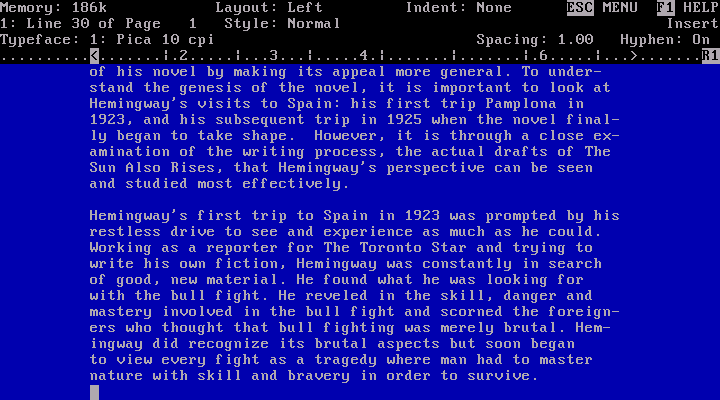 Memory: 186k Layout: Left Indent: None ESC MENU F1 HELP
1: Line 30 of Page 1 Style: Normal Insert
Typeface: 1: Pica 10 cpi Spacing: 1.00 Hyphen: On
..........<.......|.2.......|...3....|.....4.|.........|.......6.|...>.......R1
of his novel by making its appeal more general. To under-
stand the genesis of the novel, it is important to look at
Hemingway's visits to Spain: his first trip Pamplona in
1923, and his subsequent trip in 1925 when the novel final-
ly began to take shape.  However, it is through a close ex-
amination of the writing process, the actual drafts of The
Sun Also Rises, that Hemingway's perspective can be seen
and studied most effectively.

Hemingway's first trip to Spain in 1923 was prompted by his
restless drive to see and experience as much as he could.
Working as a reporter for The Toronto Star and trying to
write his own fiction, Hemingway was constantly in search
of good, new material. He found what he was looking for
with the bull fight. He reveled in the skill, danger and
mastery involved in the bull fight and scorned the foreign-
ers who thought that bull fighting was merely brutal. Hem-
ingway did recognize its brutal aspects but soon began
to view every fight as a tragedy where man had to master
nature with skill and bravery in order to survive.